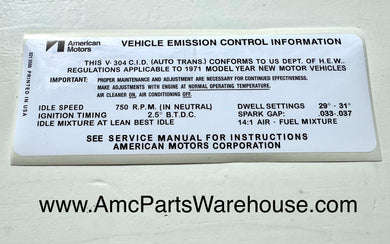 American
Motors
VEHICLE EMISSION CONTROL INFORMATION
THIS V-304 C.I.D. (AUTO TRANS.) CONFORMS TO US DEPT. OF H.E.W..
REGULATIONS APPLICABLE TO 1971 MODEL YEAR NEW MOTOR VEHICLES
IMPORTANT: PROPER MAINTENANCE AND ADJUSTMENT ARE NECESSARY FOR CONTINUED EFFECTIVENESS.
MAKE ADJUSTMENTS WITH ENGINE AT NORMAL OPERATING TEMPERATURE.
AIR CLEANER ON, AIR CONDITIONING OFF.
IDLE SPEED 750 R.P.M. (IN NEUTRAL) DWELL SETTINGS 29° - 31°
IGNITION TIMING 2.5° B.T.D.C. SPARK GAP: .033-.037
IDLE MIXTURE AT LEAN BEST IDLE 14:1 AIR - FUEL MIXTURE
SEE SERVICE MANUAL FOR INSTRUCTIONS
AMERICAN MOTORS CORPORATION
PRINTED IN USA
www.AmcPartsWarehouse.com